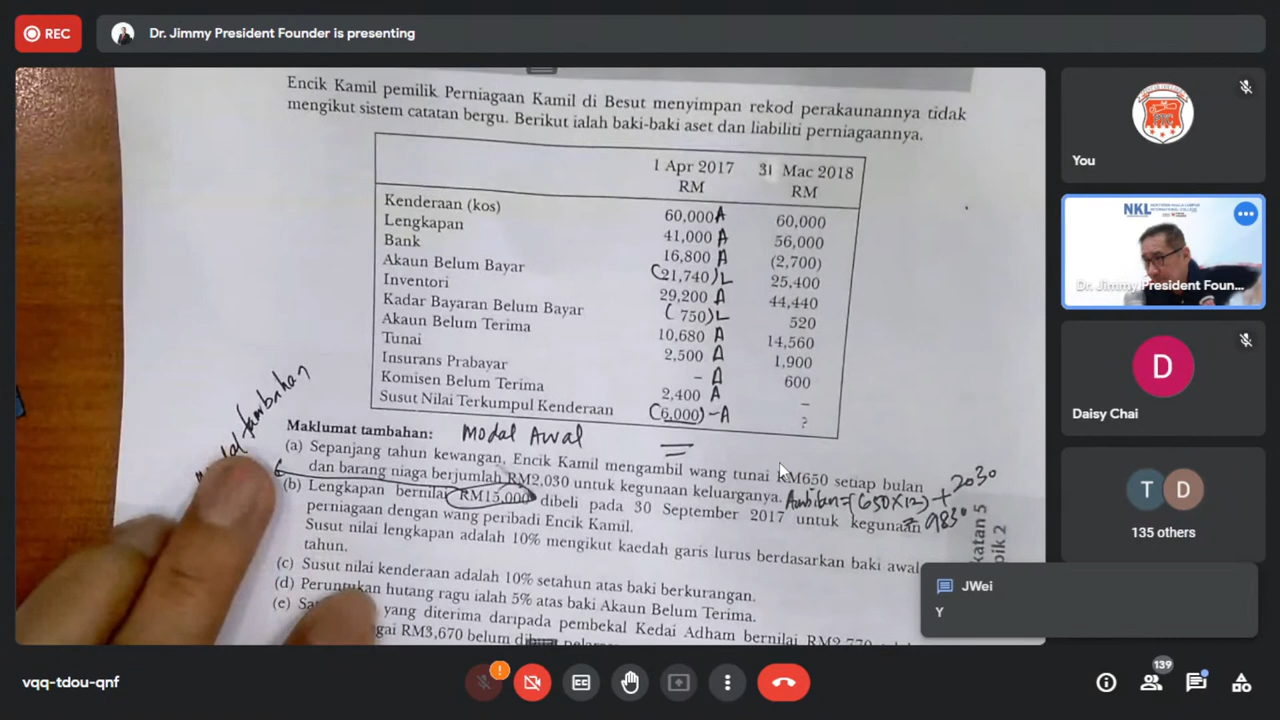 REC
Dr. Jimmy President Founder is presenting
Encik Kamil pemilik Perniagaan Kamil di Besut menyimpan rekod perakaunannya tidak
mengikut sistem catatan bergu. Berikut ialah baki-baki aset dan liabiliti perniagaannya.
1 Apr 2017 31 Mac 2018
RM RM
Kenderaan (kos) 60,000 A 60,000
Lengkapan 41,000 A 56,000
Bank 16,800 A (2,700)
Akaun Belum Bayar (21,740) L 25,400
Inventori 29,200 A 44,440
Kadar Bayaran Belum Bayar (750) L 520
Akaun Belum Terima 10,680 A 14,560
Tunai 2,500 A 1,900
Insurans Prabayar – A 600
Komisen Belum Terima 2,400 A –
Susut Nilai Terkumpul Kenderaan (6,000) -A ?
Maklumat tambahan: Modal Awal
tambahan
(a) Sepanjang tahun kewangan, Encik Kamil mengambil wang tunai RM650 setiap bulan
dan barang niaga berjumlah RM2,030 untuk kegunaan keluarganya. Ambilan = (650X12) + 2030
= 9830
(b) Lengkapan bernilai RM15,000 dibeli pada 30 September 2017 untuk kegunaan
perniagaan dengan wang peribadi Encik Kamil.
Susut nilai lengkapan adalah 10% mengikut kaedah garis lurus berdasarkan baki awal
tahun.
(c) Susut nilai kenderaan adalah 10% setahun atas baki berkurangan.
(d) Peruntukan hutang ragu ialah 5% atas baki Akaun Belum Terima.
(e) yang diterima daripada pembekal Kedai Adham bernilai RM2,770
RM3,670 belum
katan 5
pik 2
You
NKL
Dr. Jimmy President Foun...
D
Daisy Chai
T D
135 others
JWei
Y
vqq-tdou-qnf
139